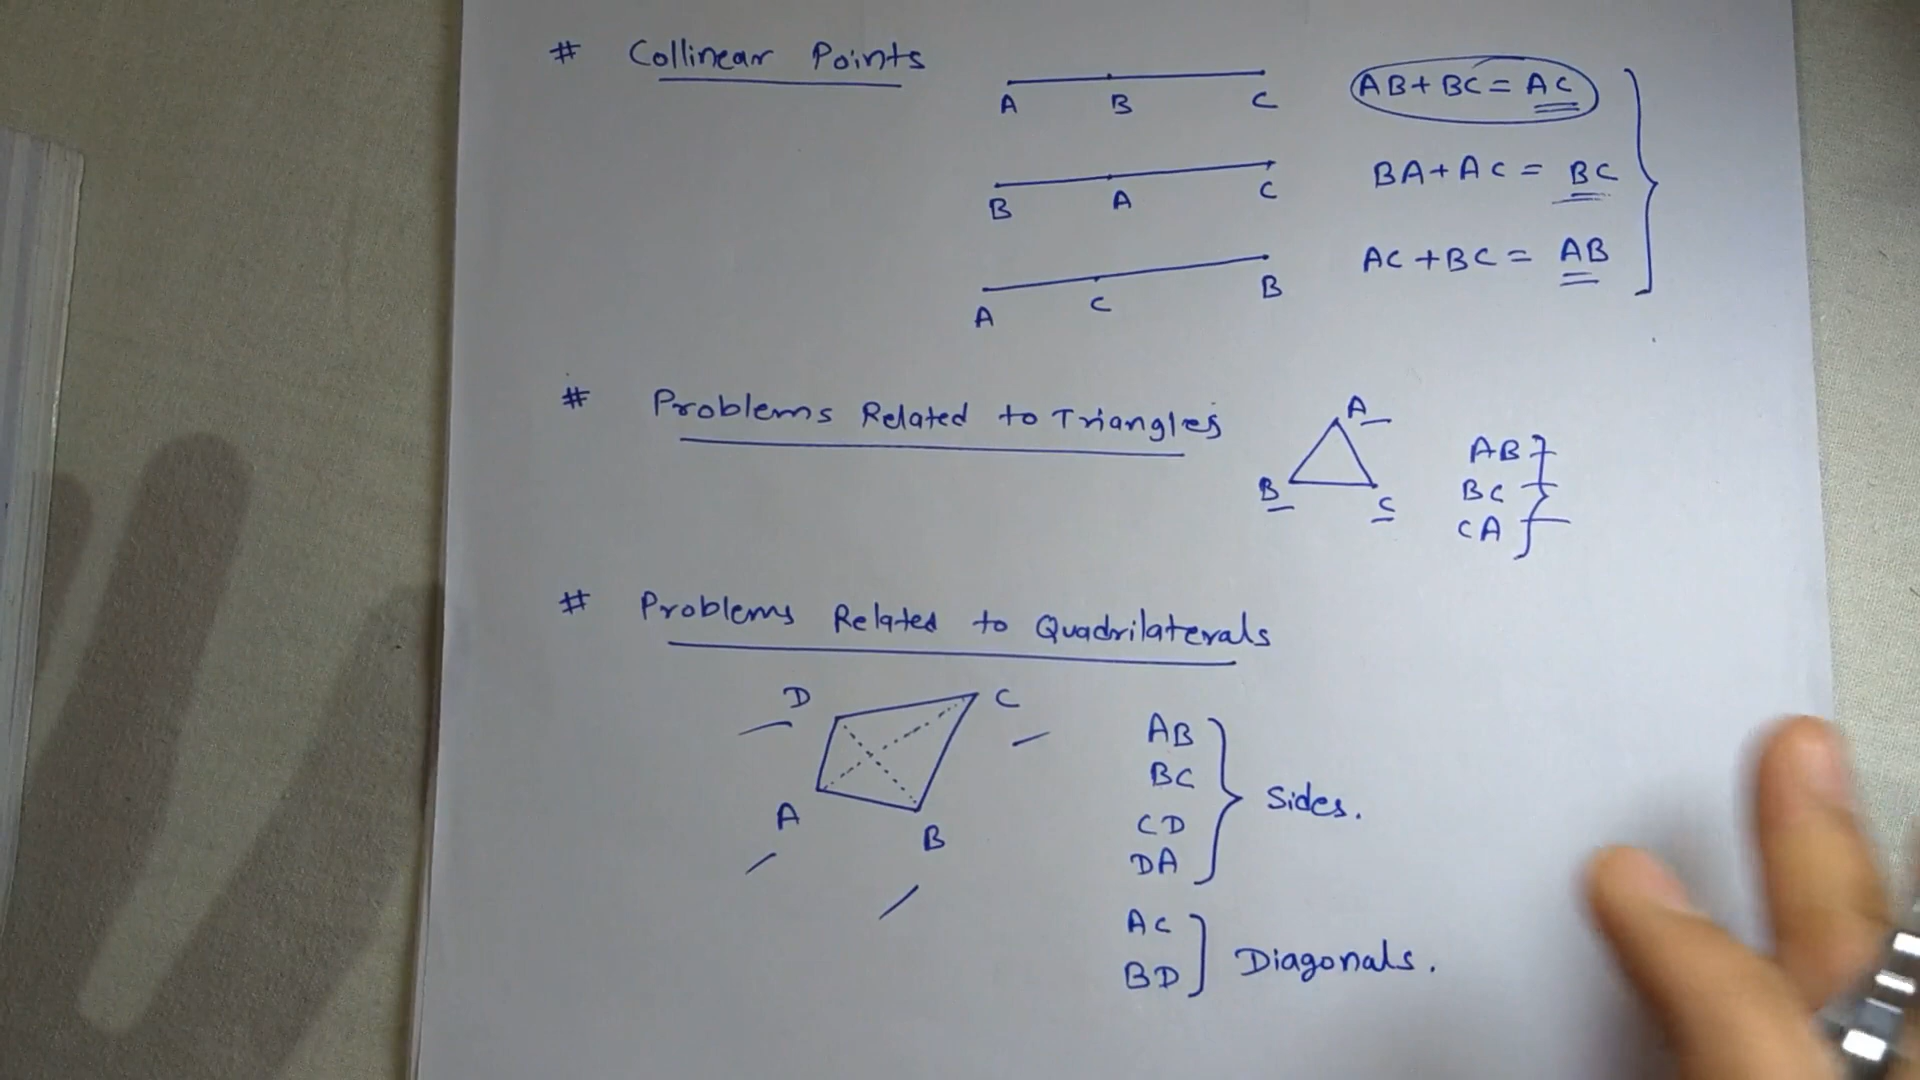 # Collinear Points
A B C
AB+BC=AC
B A C
BA+AC=BC
A C B
AC+BC=AB
# Problems Related to Triangles
A
B C
AB
BC
CA
# Problems Related to Quadrilaterals
D C
A B
AB
BC
CD
DA
Sides.
AC
BD
Diagonals.